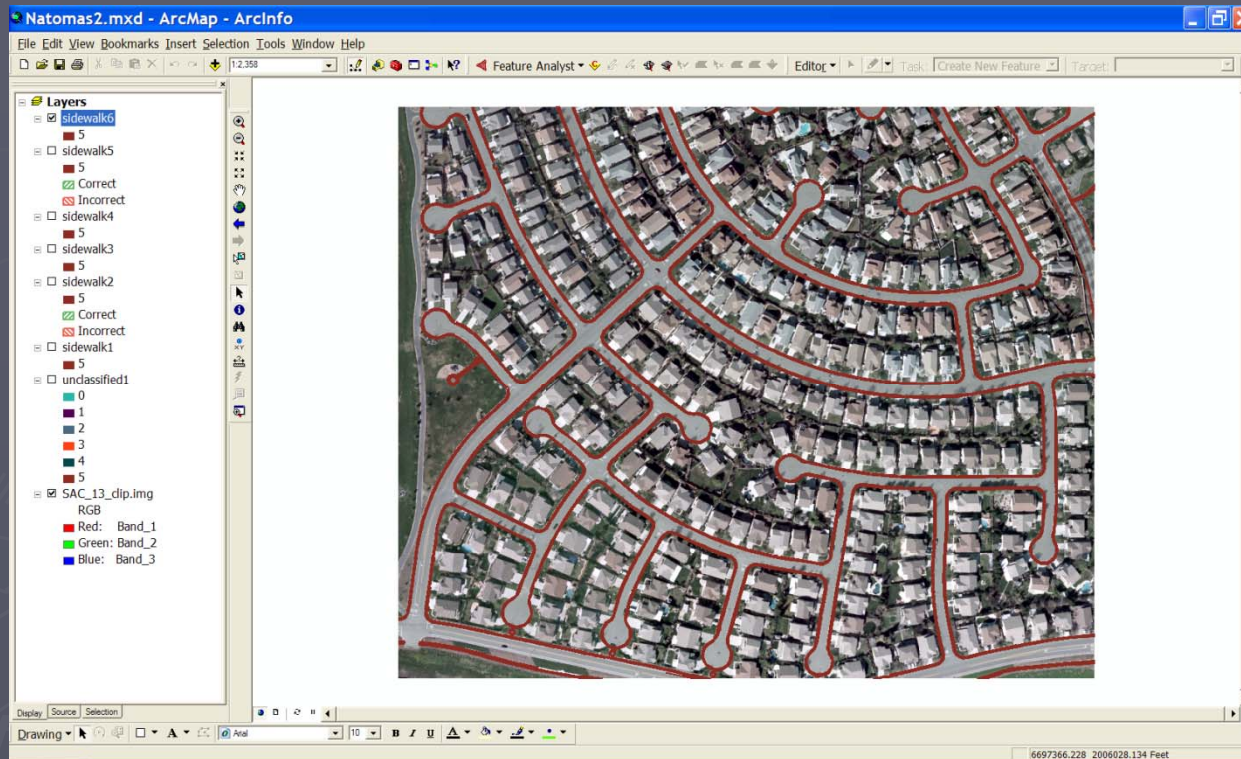 Natomas2.mxd - ArcMap - ArcInfo
File Edit View Bookmarks Insert Selection Tools Window Help
1:2,358
Feature Analyst
Editor
Task:
Create New Feature
Target:
Layers
sidewalk6
5
sidewalk5
5
Correct
Incorrect
sidewalk4
5
sidewalk3
5
sidewalk2
5
Correct
Incorrect
sidewalk1
5
unclassified1
0
1
2
3
4
5
SAC_13_clip.img
RGB
Red: Band_1
Green: Band_2
Blue: Band_3
Display Source Selection
Drawing A Arial 10 B I U A
6697366.228 2006028.134 Feet